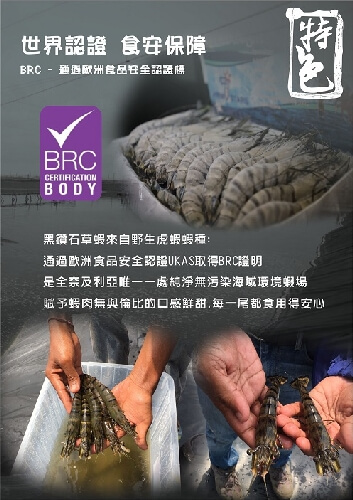 世界認證 食安保障
BRC - 通過歐洲食品安全認證標
特色
BRC
CERTIFICATION
BODY
黑鑽石草蝦來自野生虎蝦蝦種,
通過歐洲食品安全認證UKAS取得BRC證明
是全奈及利亞唯一一處純淨無污染海域環境蝦場
賦予蝦肉無與倫比的口感鮮甜,每一尾都食用得安心